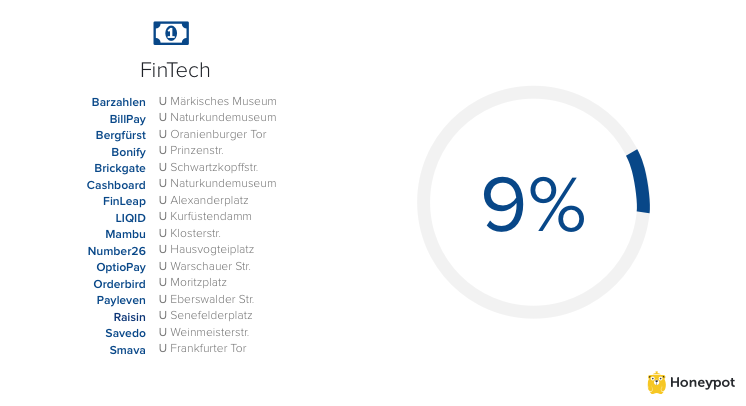 1
FinTech
Barzahlen U Märkisches Museum
BillPay U Naturkundemuseum
Bergfürst U Oranienburger Tor
Bonify U Prinzenstr.
Brickgate U Schwartzkopffstr.
Cashboard U Naturkundemuseum
FinLeap U Alexanderplatz
LIQID U Kurfüstendamm
Mambu U Klosterstr.
Number26 U Hausvogteiplatz
OptioPay U Warschauer Str.
Orderbird U Moritzplatz
Payleven U Eberswalder Str.
Raisin U Senefelderplatz
Savedo U Weinmeisterstr.
Smava U Frankfurter Tor
9%
Honeypot